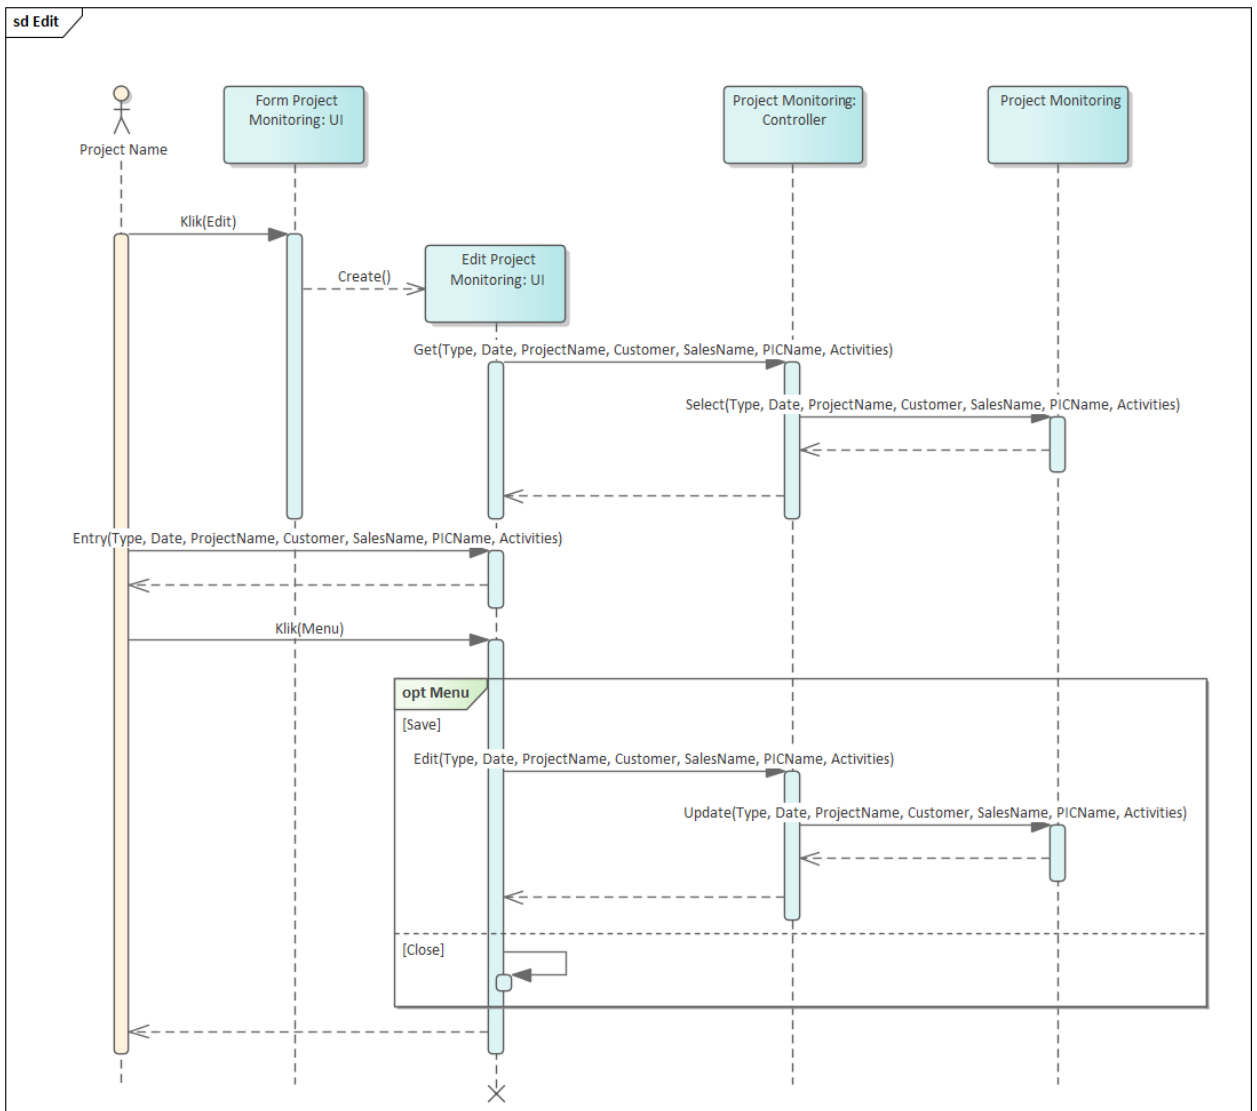 sd Edit
Project Name
Form Project
Monitoring: UI
Project Monitoring:
Controller
Project Monitoring
Klik(Edit)
Create()
Edit Project
Monitoring: UI
Get(Type, Date, ProjectName, Customer, SalesName, PICName, Activities)
Select(Type, Date, ProjectName, Customer, SalesName, PICName, Activities)
Entry(Type, Date, ProjectName, Customer, SalesName, PICName, Activities)
Klik(Menu)
opt Menu
[Save]
Edit(Type, Date, ProjectName, Customer, SalesName, PICName, Activities)
Update(Type, Date, ProjectName, Customer, SalesName, PICName, Activities)
[Close]